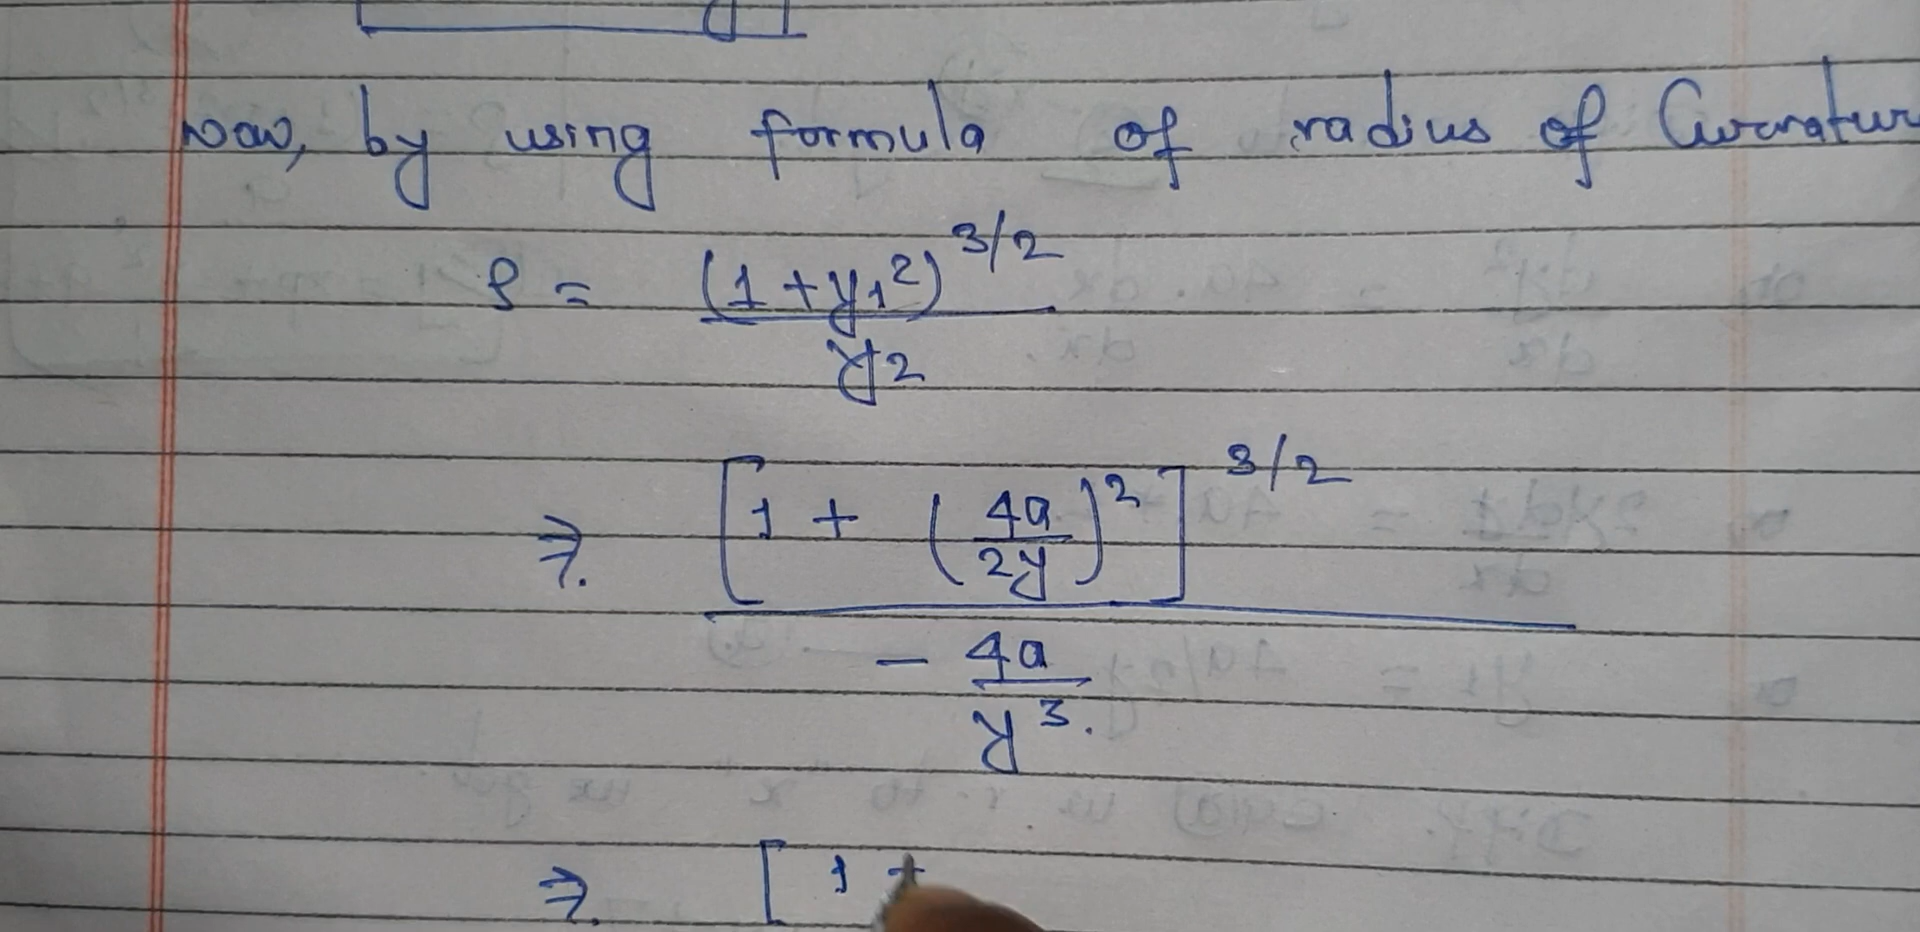 Now, by using formula of radius of Curvatur
ρ = (1 + y₁²)^3/2 / y₂
⇒. [1 + (4a/2y)²]^3/2 / - 4a/y³.
⇒. [ 1 +